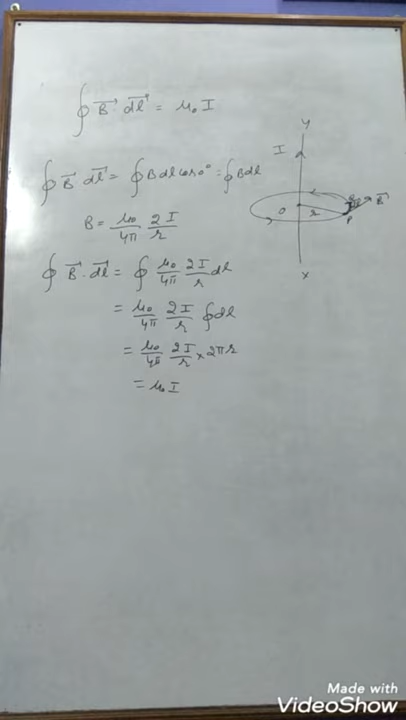 ∮ B⃗ · dl⃗ = μ₀ I
∮ B⃗ dl⃗ = ∮ B dl cos 0° = ∮ B dl
B = μ₀/4π 2I/r
∮ B⃗ · dl⃗ = ∮ μ₀/4π 2I/r dl
= μ₀/4π 2I/r ∮ dl
= μ₀/4π 2I/r × 2πr
= μ₀ I
Y
I
B⃗
O
r
P
X
Made with
VideoShow